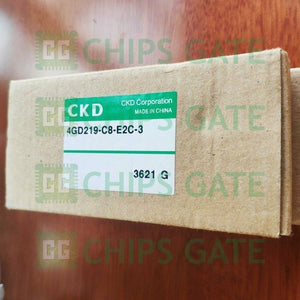 CHIPS GATE
CKD
CKD Corporation
MADE IN CHINA
4GD219-C8-E2C-3
3621 G
CHIPS GATE
CHIPS GATE